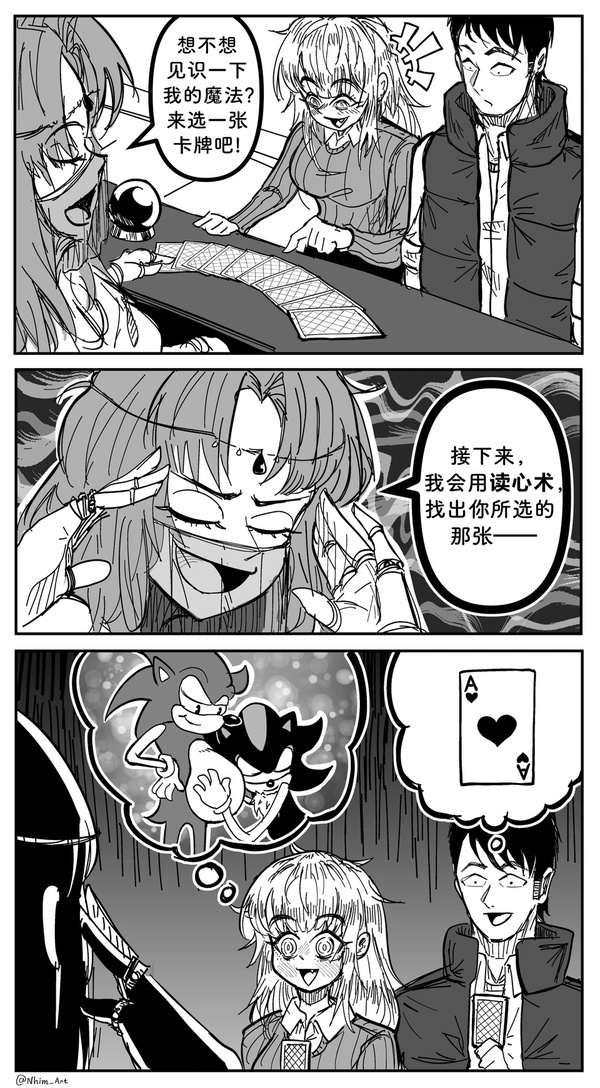 想不想
见识一下
我的魔法?
来选一张
卡牌吧!
接下来,
我会用读心术,
找出你所选的
那张——
A
A
@Nhim_Art